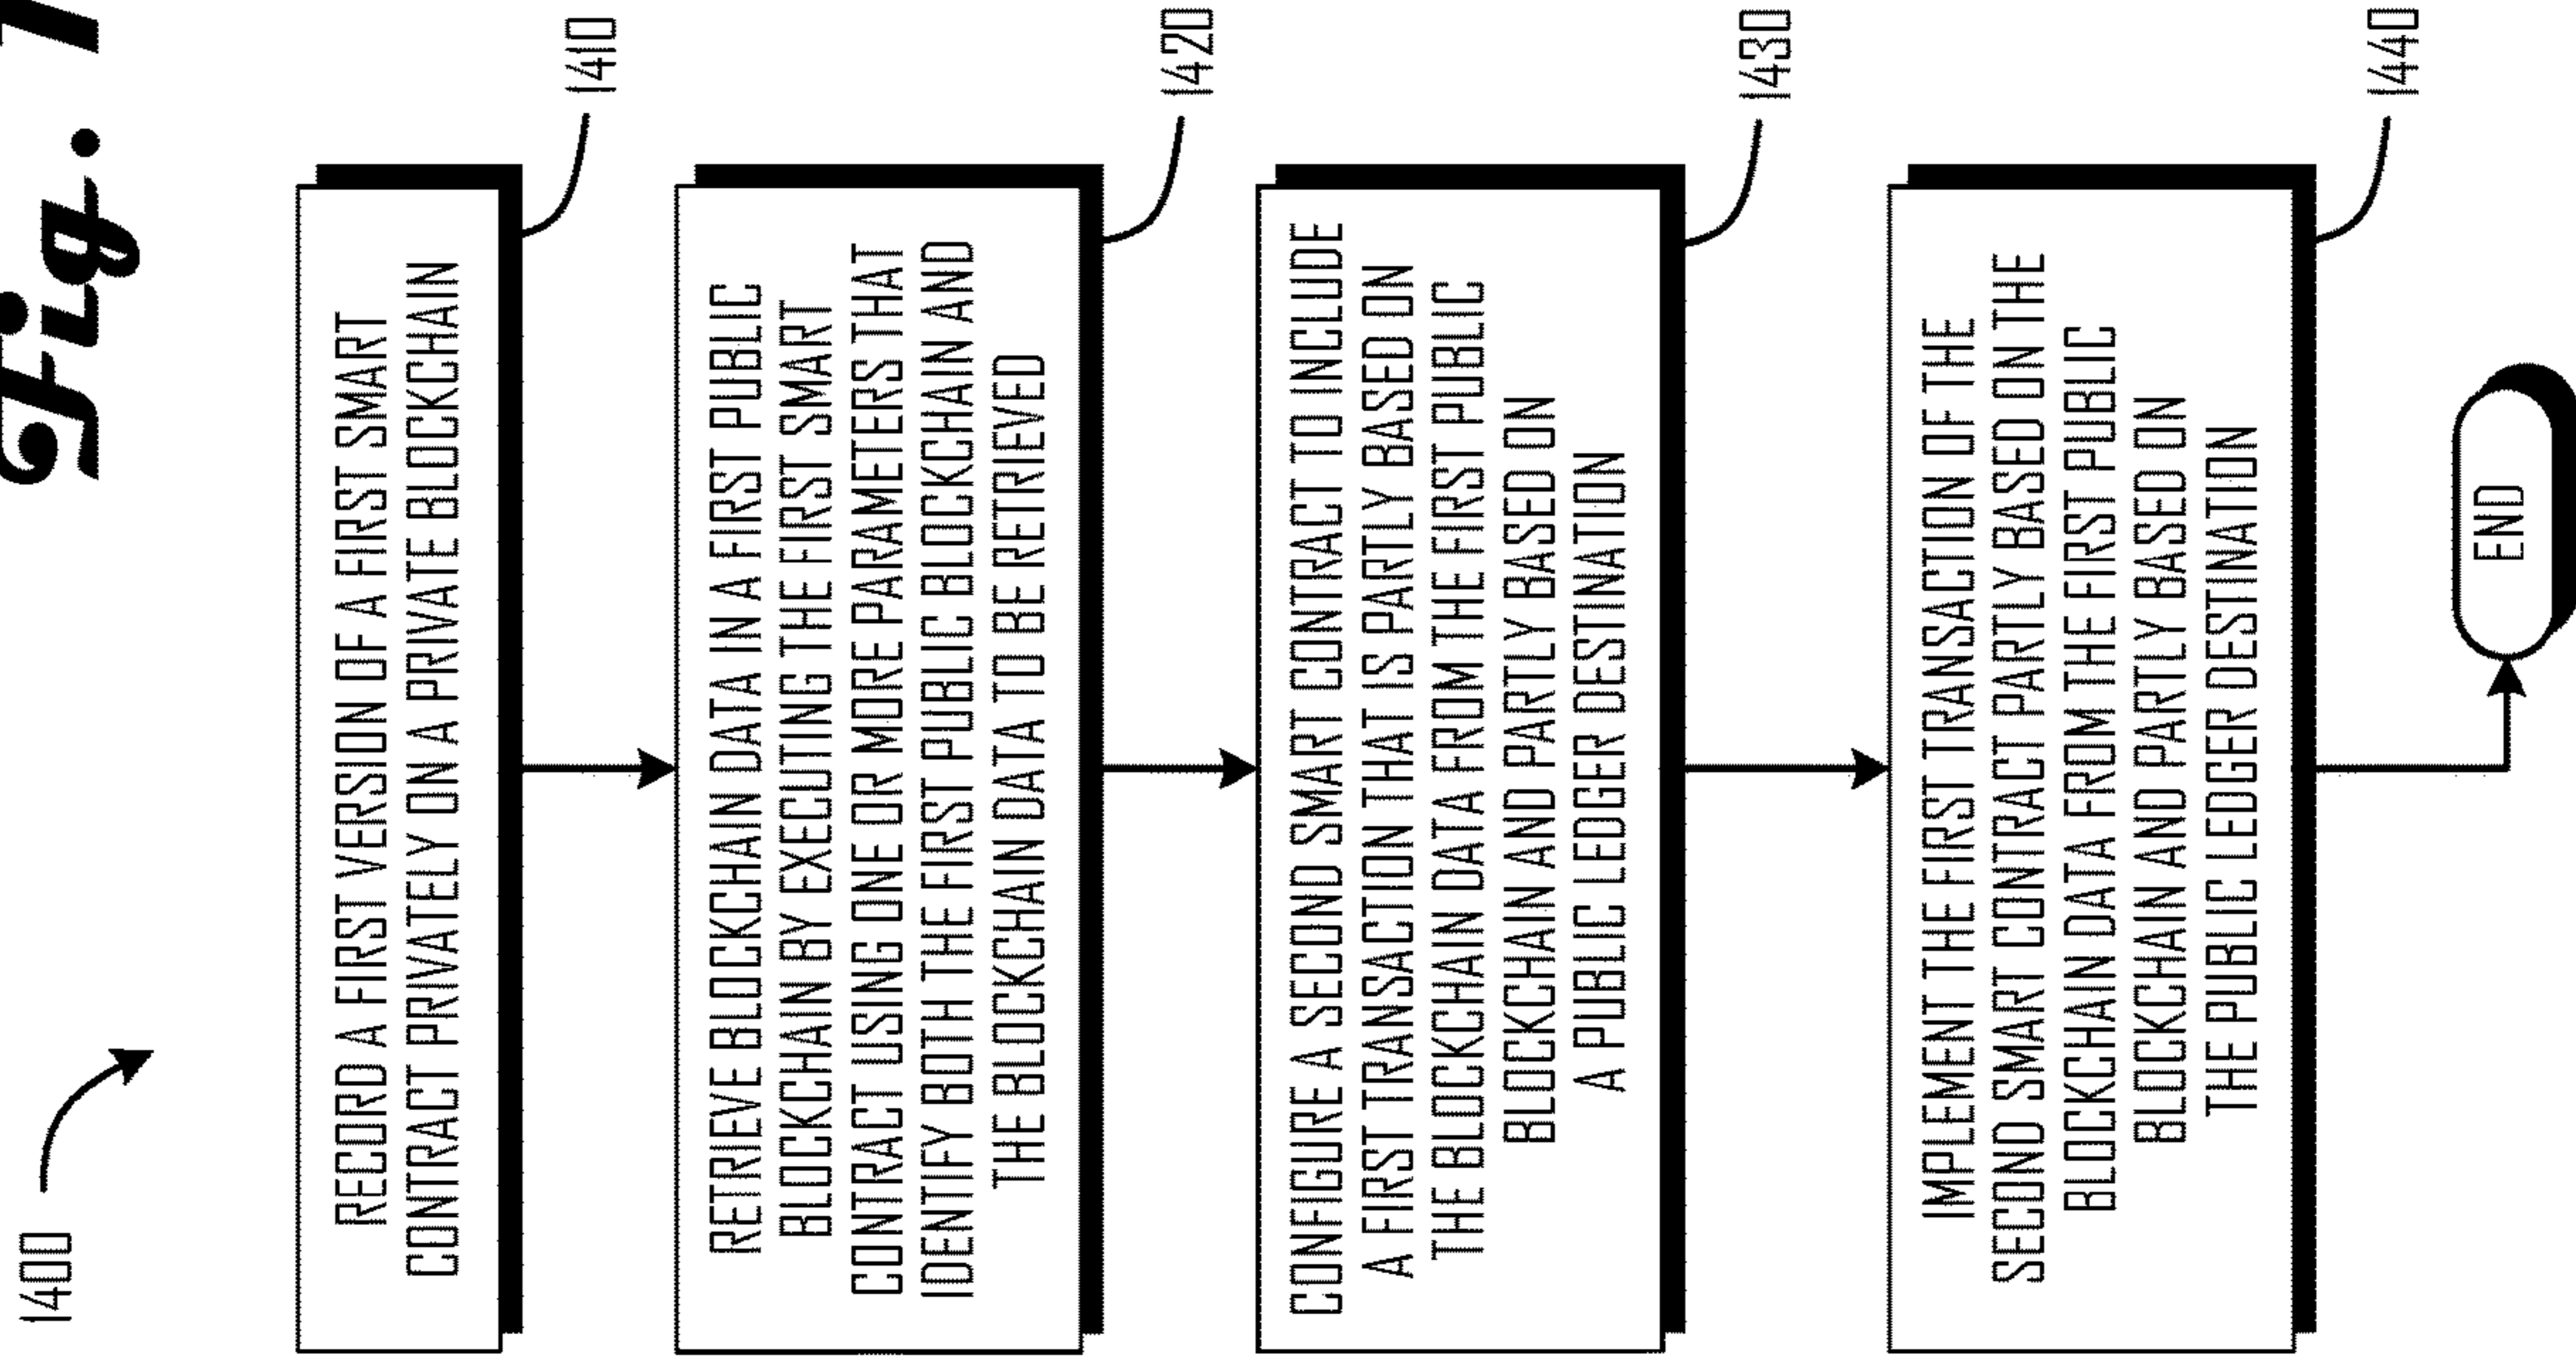 Fig. 1
1400
RECORD A FIRST VERSION OF A FIRST SMART
CONTRACT PRIVATELY ON A PRIVATE BLOCKCHAIN
1410
RETRIEVE BLOCKCHAIN DATA IN A FIRST PUBLIC
BLOCKCHAIN BY EXECUTING THE FIRST SMART
CONTRACT USING ONE OR MORE PARAMETERS THAT
IDENTIFY BOTH THE FIRST PUBLIC BLOCKCHAIN AND
THE BLOCKCHAIN DATA TO BE RETRIEVED
1420
CONFIGURE A SECOND SMART CONTRACT TO INCLUDE
A FIRST TRANSACTION THAT IS PARTLY BASED ON
THE BLOCKCHAIN DATA FROM THE FIRST PUBLIC
BLOCKCHAIN AND PARTLY BASED ON
A PUBLIC LEDGER DESTINATION
1430
IMPLEMENT THE FIRST TRANSACTION OF THE
SECOND SMART CONTRACT PARTLY BASED ON THE
BLOCKCHAIN DATA FROM THE FIRST PUBLIC
BLOCKCHAIN AND PARTLY BASED ON
THE PUBLIC LEDGER DESTINATION
1440
END